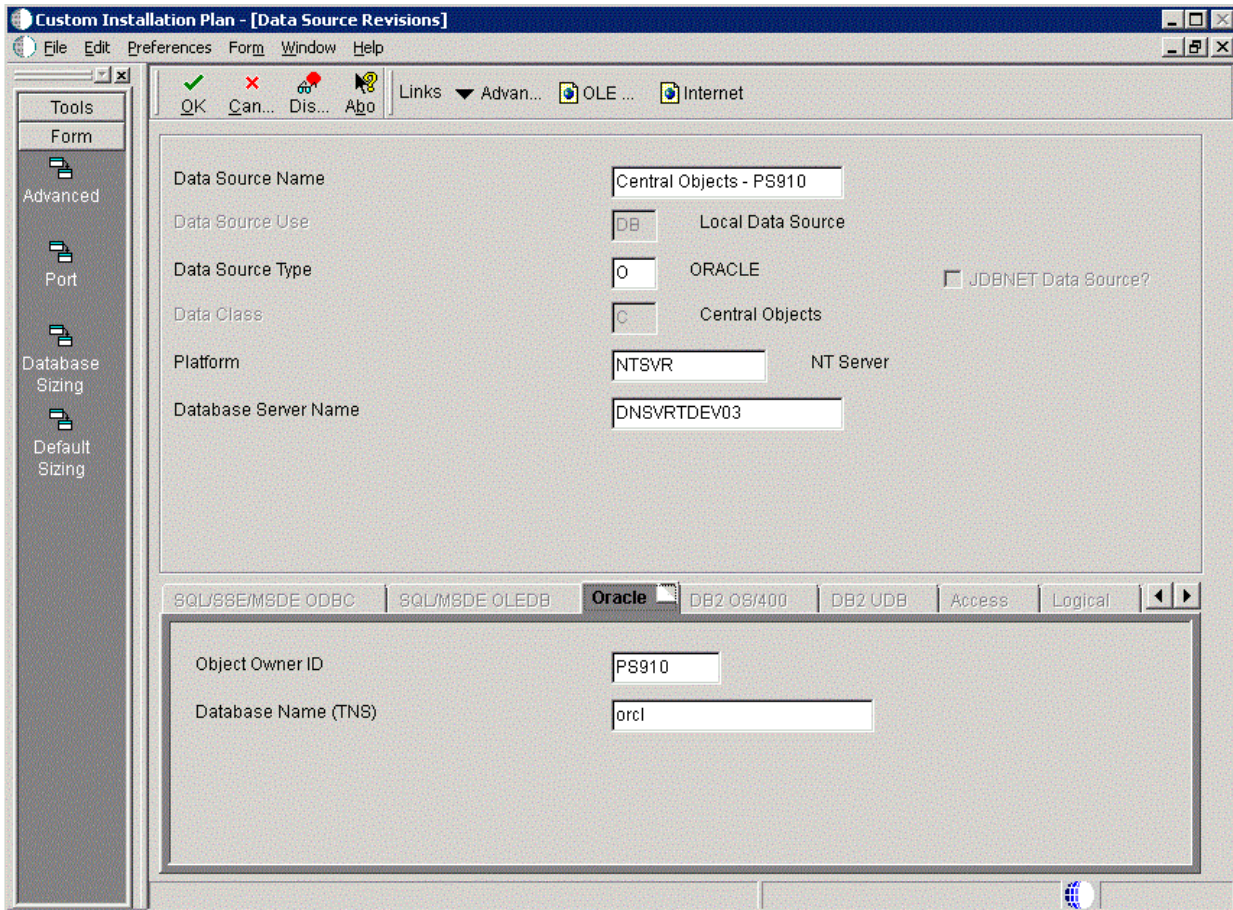 Custom Installation Plan - [Data Source Revisions]
File Edit Preferences Form Window Help
Tools
Form
Advanced
Port
Database
Sizing
Default
Sizing
OK Can... Dis... Abo Links Advan... OLE ... Internet
Data Source Name Central Objects - PS910
Data Source Use DB Local Data Source
Data Source Type O ORACLE JDBNET Data Source?
Data Class C Central Objects
Platform NTSVR NT Server
Database Server Name DNSVRTDEV03
SQL/SSE/MSDE ODBC SQL/MSDE OLEDB Oracle DB2 OS/400 DB2 UDB Access Logical
Object Owner ID PS910
Database Name (TNS) orcl